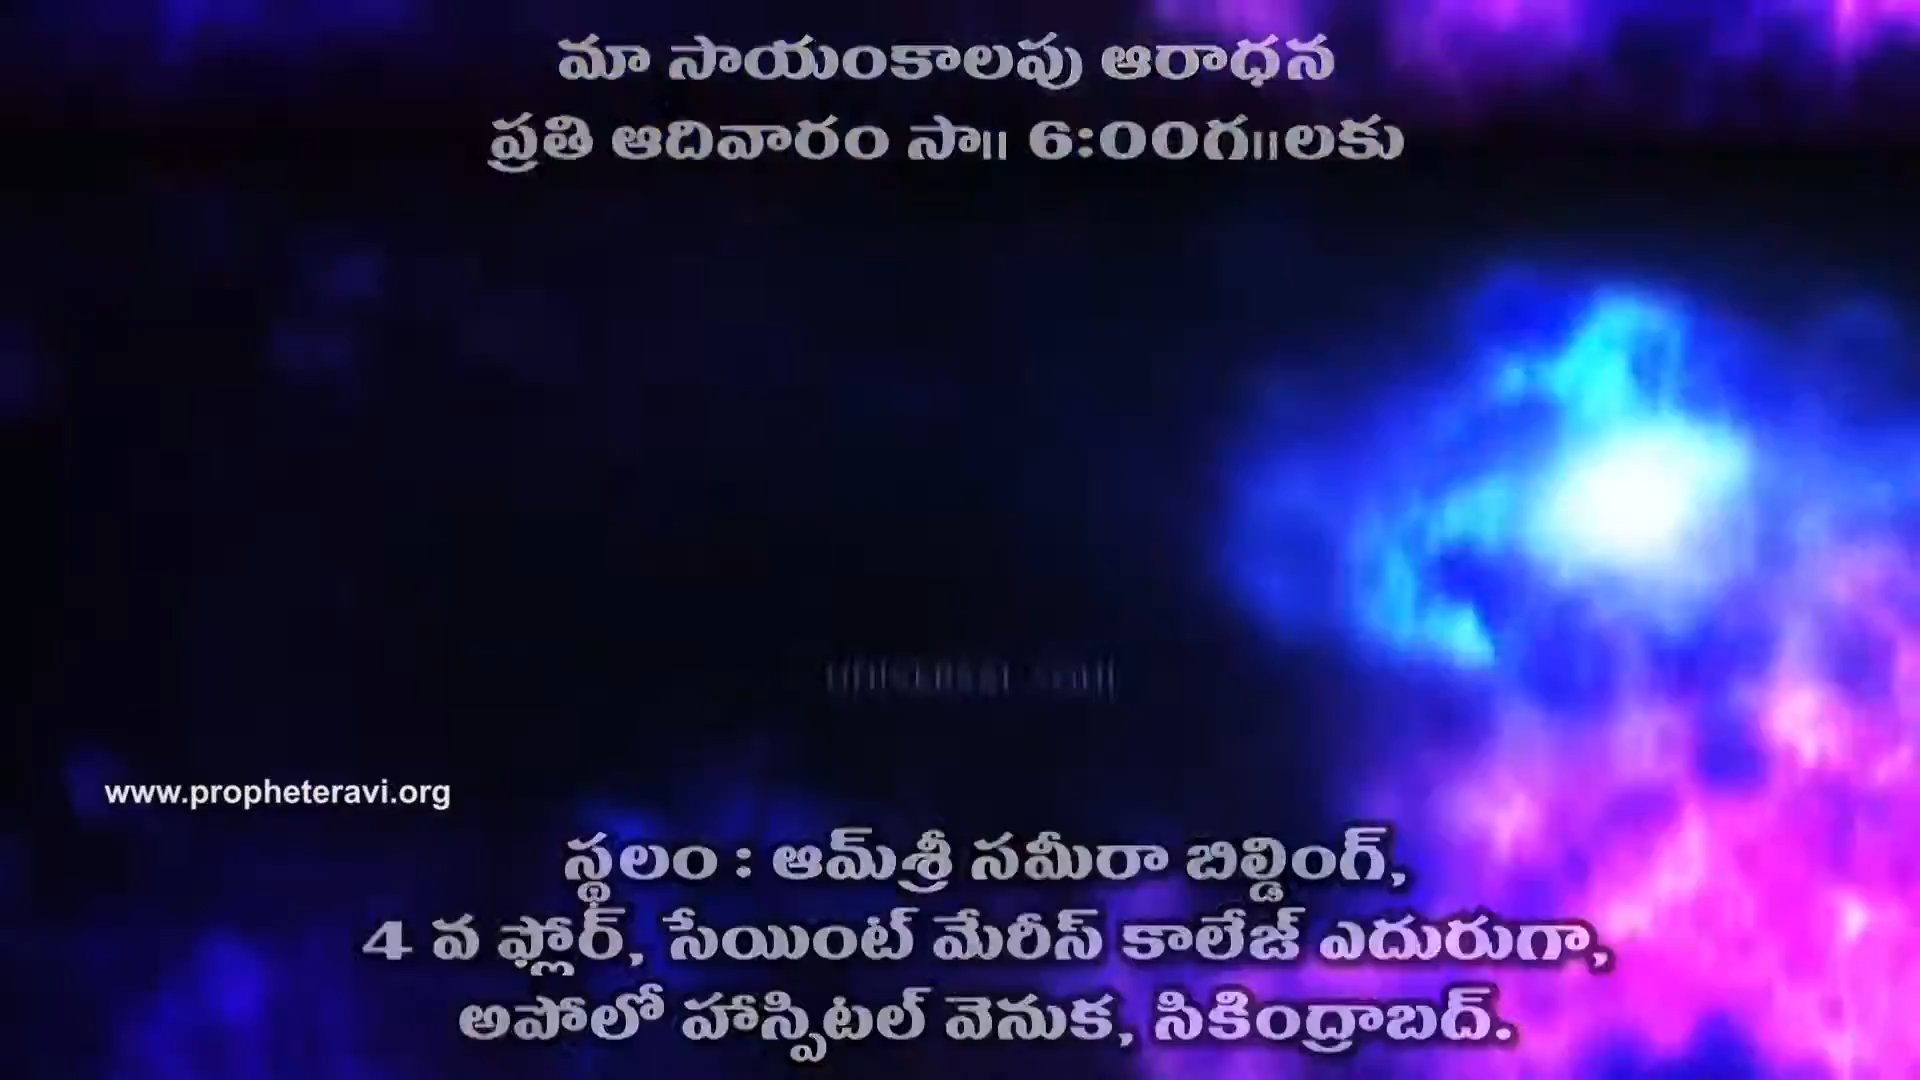 మా సాయంకాలపు ఆరాధన
ప్రతి ఆదివారం సా॥ 6:00గ॥లకు
www.propheteravi.org
స్థలం : ఆమ్‌శ్రీ సమీరా బిల్డింగ్,
4 వ ఫ్లోర్, సేయింట్ మేరీస్ కాలేజ్ ఎదురుగా,
అపోలో హాస్పిటల్ వెనుక, సికింద్రాబద్.